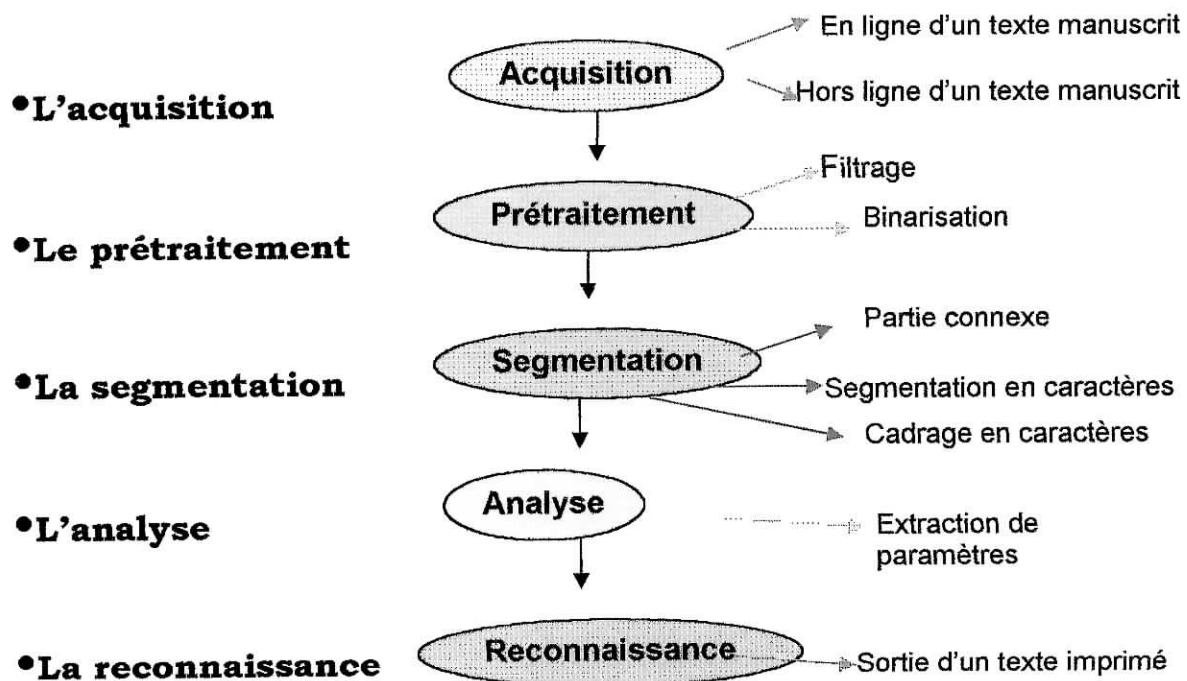 En ligne d'un texte manuscrit
Acquisition
•L'acquisition
Hors ligne d'un texte manuscrit
Filtrage
Prétraitement
Binarisation
•Le prétraitement
Partie connexe
Segmentation
•La segmentation
Segmentation en caractères
Cadrage en caractères
Analyse
•L'analyse
Extraction de
paramètres
Reconnaissance
•La reconnaissance
Sortie d'un texte imprimé